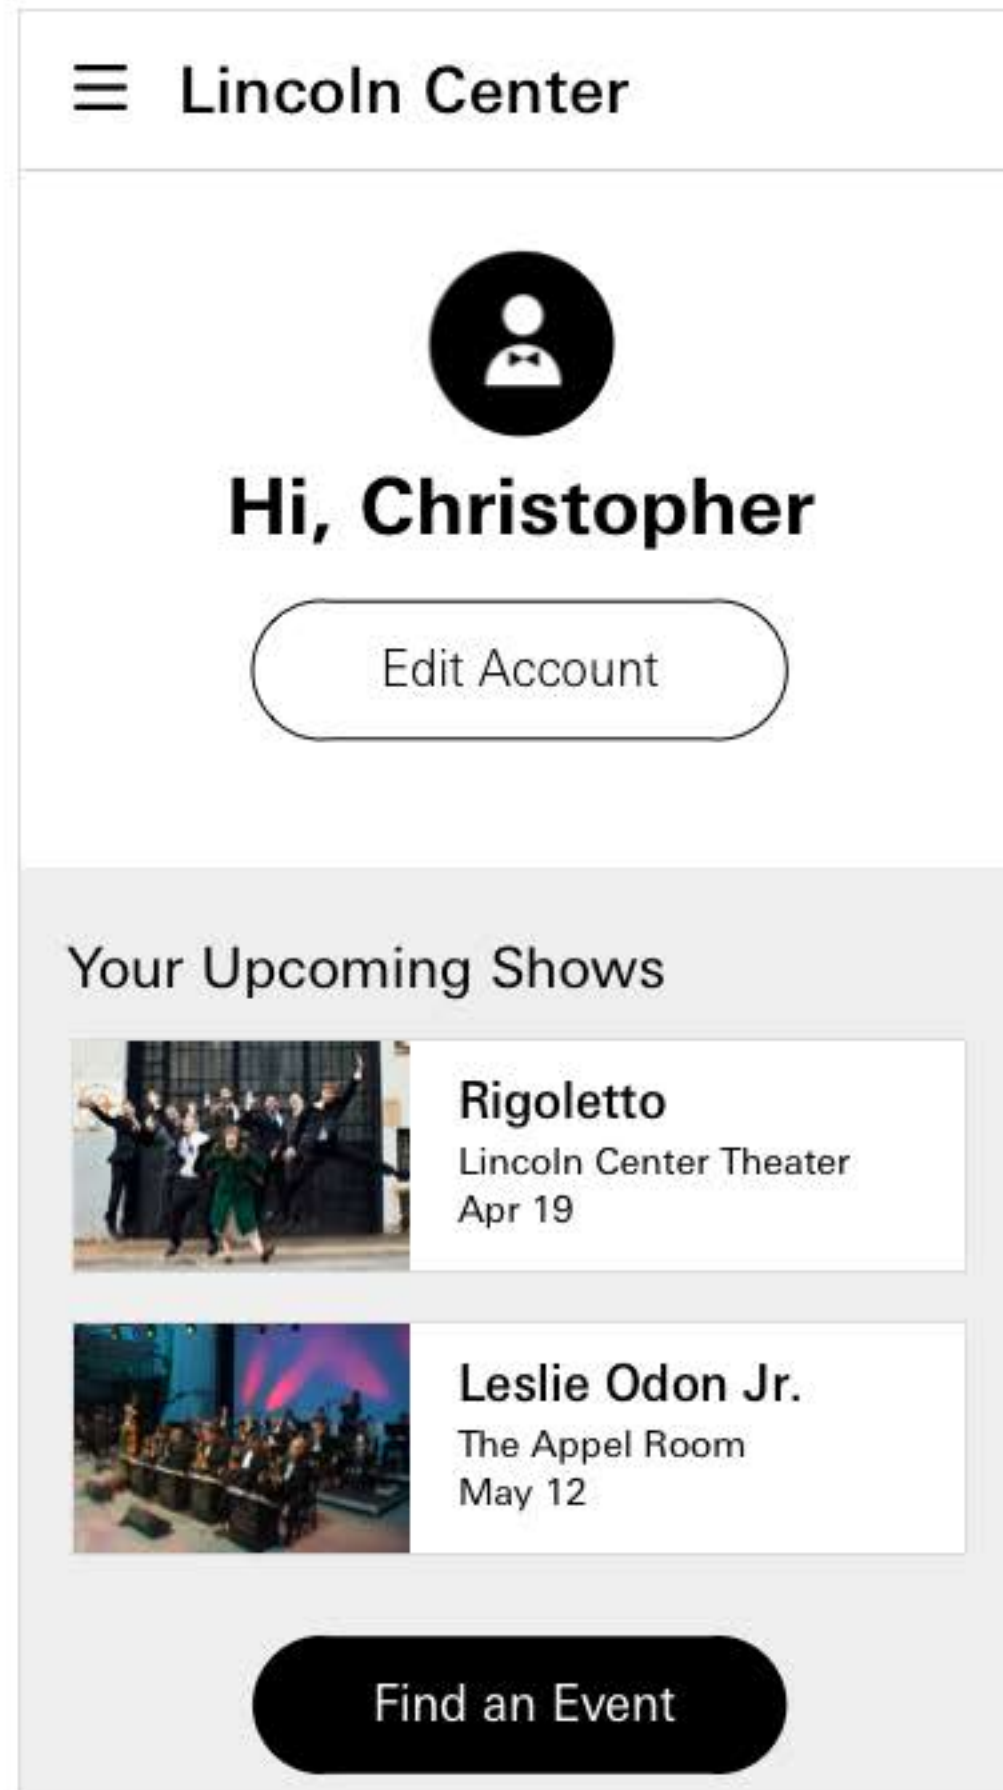 Lincoln Center
Hi, Christopher
Edit Account
Your Upcoming Shows
Rigoletto
Lincoln Center Theater
Apr 19
Leslie Odon Jr.
The Appel Room
May 12
Find an Event